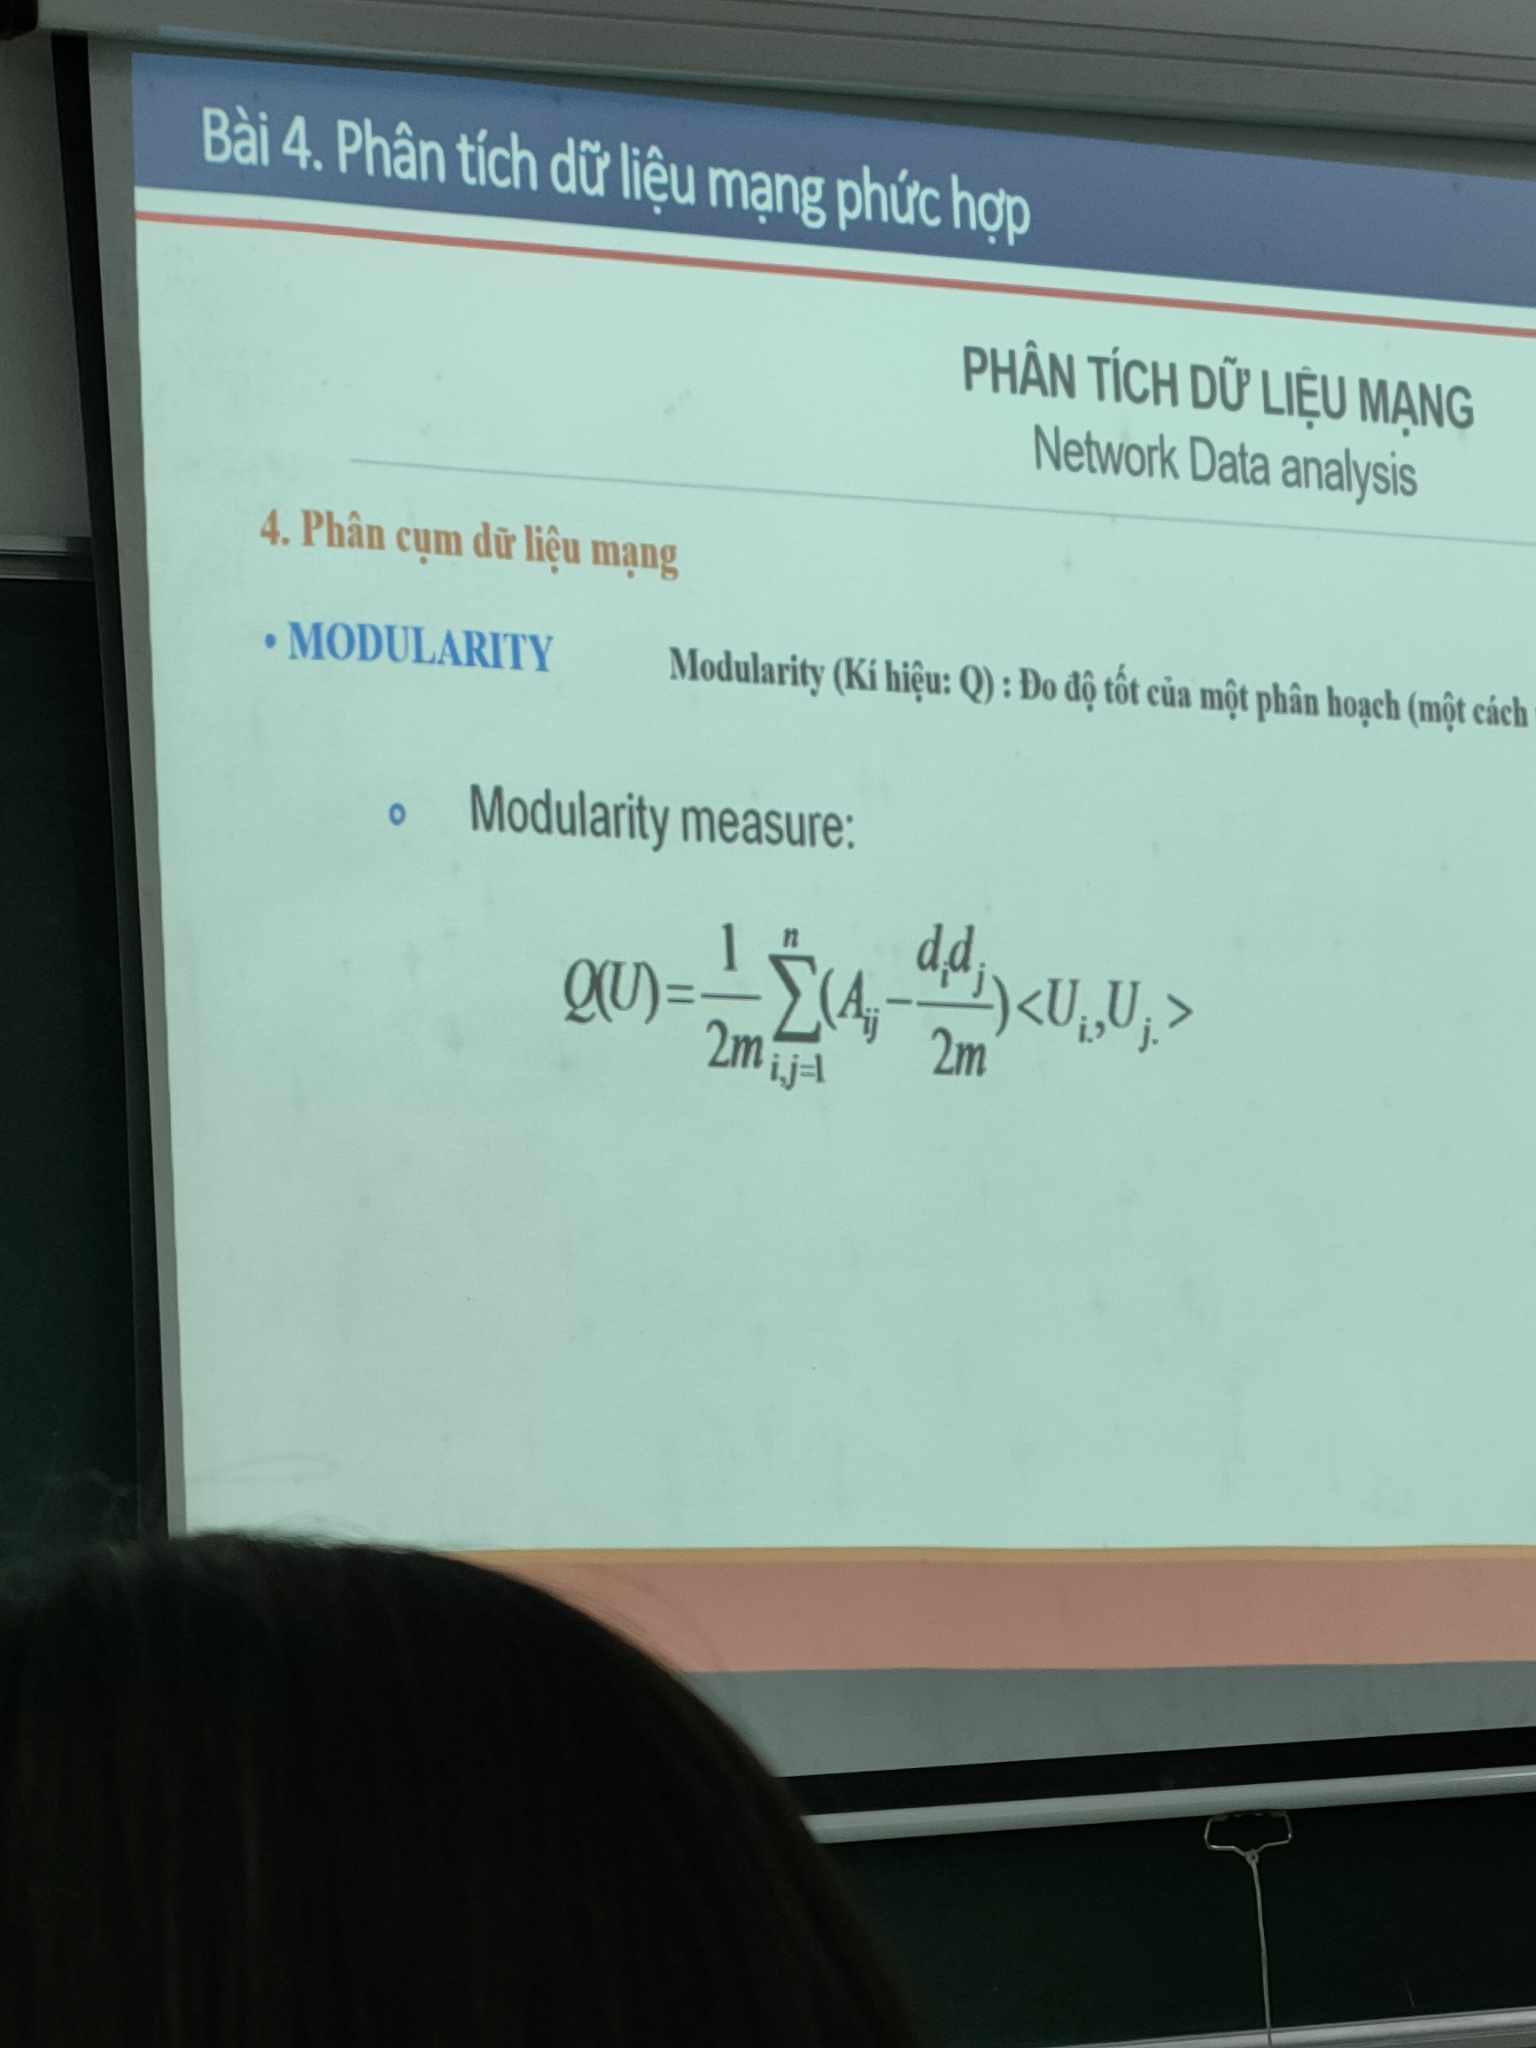 Bài 4. Phân tích dữ liệu mạng phức hợp
PHÂN TÍCH DỮ LIỆU MẠNG
Network Data analysis
4. Phân cụm dữ liệu mạng
• MODULARITY Modularity (Kí hiệu: Q) : Đo độ tốt của một phân hoạch (một cách
Modularity measure:
Q(U) = \frac{1}{2m} \sum_{i,j=1}^{n} (A_{ij} - \frac{d_i d_j}{2m}) <U_{i.}, U_{j.}>